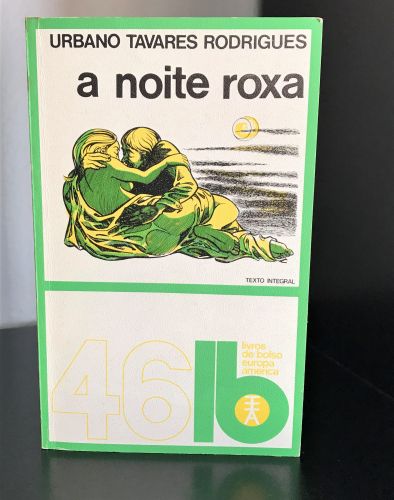 URBANO TAVARES RODRIGUES
a noite roxa
TEXTO INTEGRAL
46
lb
livros
de bolso
europa
américa